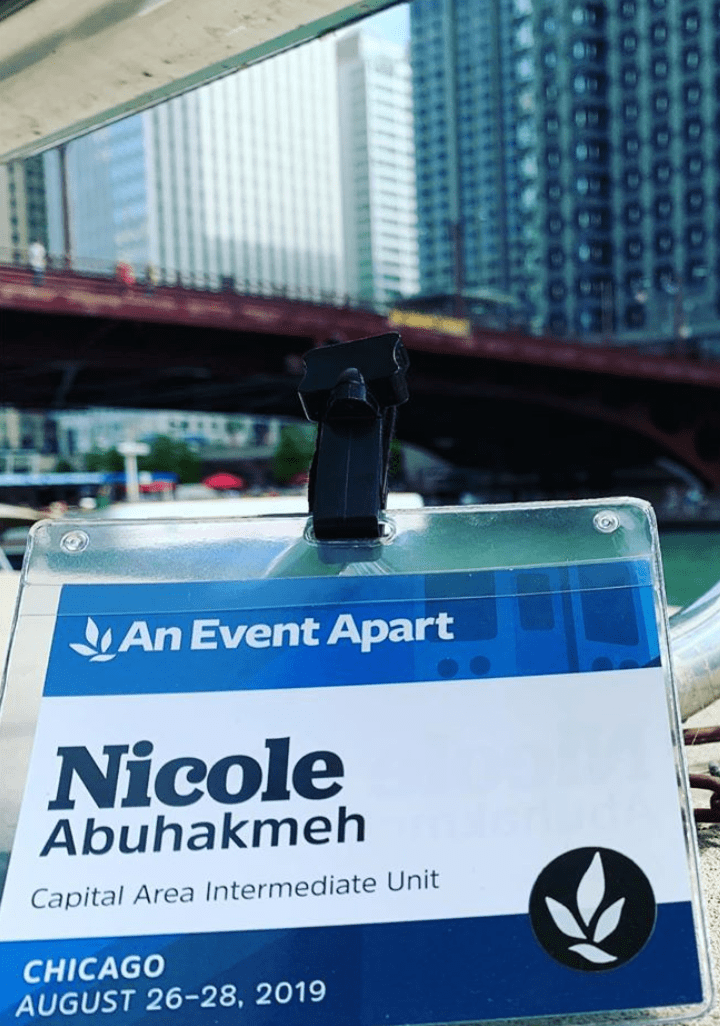 An Event Apart
Nicole
Abuhakmeh
Capital Area Intermediate Unit
CHICAGO
AUGUST 26–28, 2019